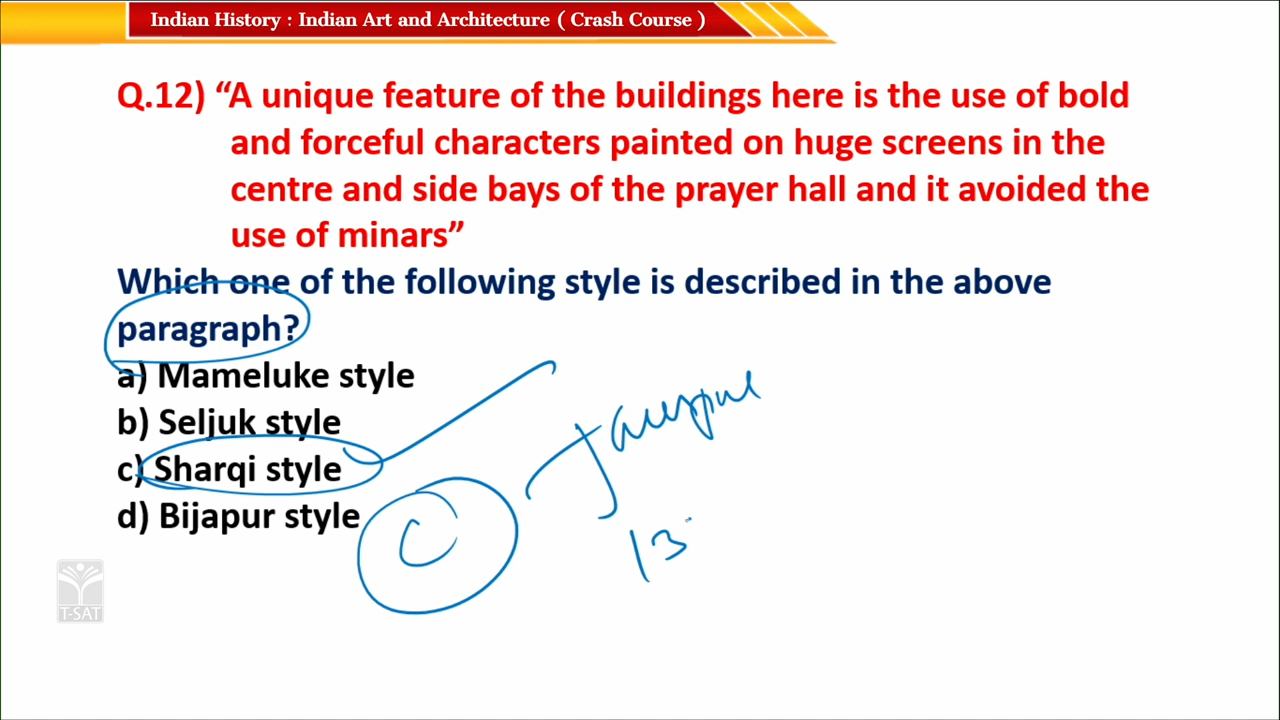 Indian History : Indian Art and Architecture ( Crash Course )
Q.12) “A unique feature of the buildings here is the use of bold
and forceful characters painted on huge screens in the
centre and side bays of the prayer hall and it avoided the
use of minars”
Which one of the following style is described in the above
paragraph?
a) Mameluke style
b) Seljuk style
c) Sharqi style
d) Bijapur style
C
13
T-SAT